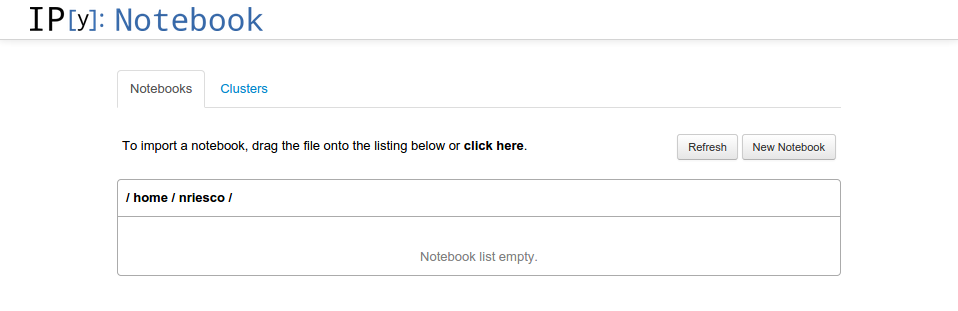 IP[y]: Notebook
Notebooks Clusters
To import a notebook, drag the file onto the listing below or click here. Refresh New Notebook
/ home / nriesco /
Notebook list empty.